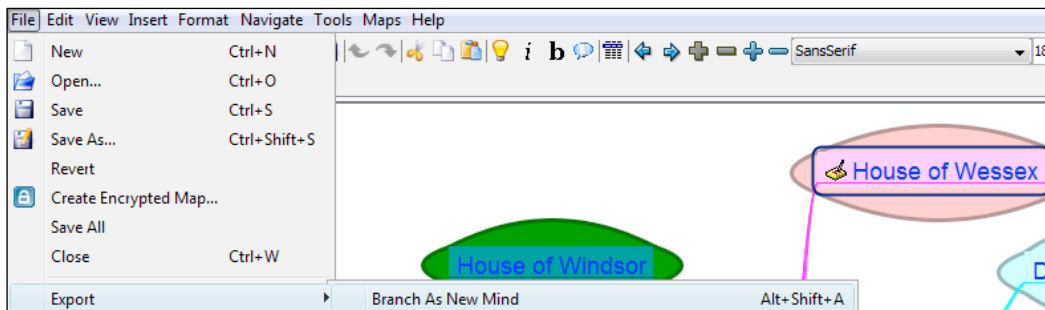 File Edit View Insert Format Navigate Tools Maps Help
New Ctrl+N
i b SansSerif 18
Open... Ctrl+O
Save Ctrl+S
Save As... Ctrl+Shift+S
Revert
House of Wessex
Create Encrypted Map...
Save All
Close Ctrl+W
House of Windsor
D
Export Branch As New Mind Alt+Shift+A